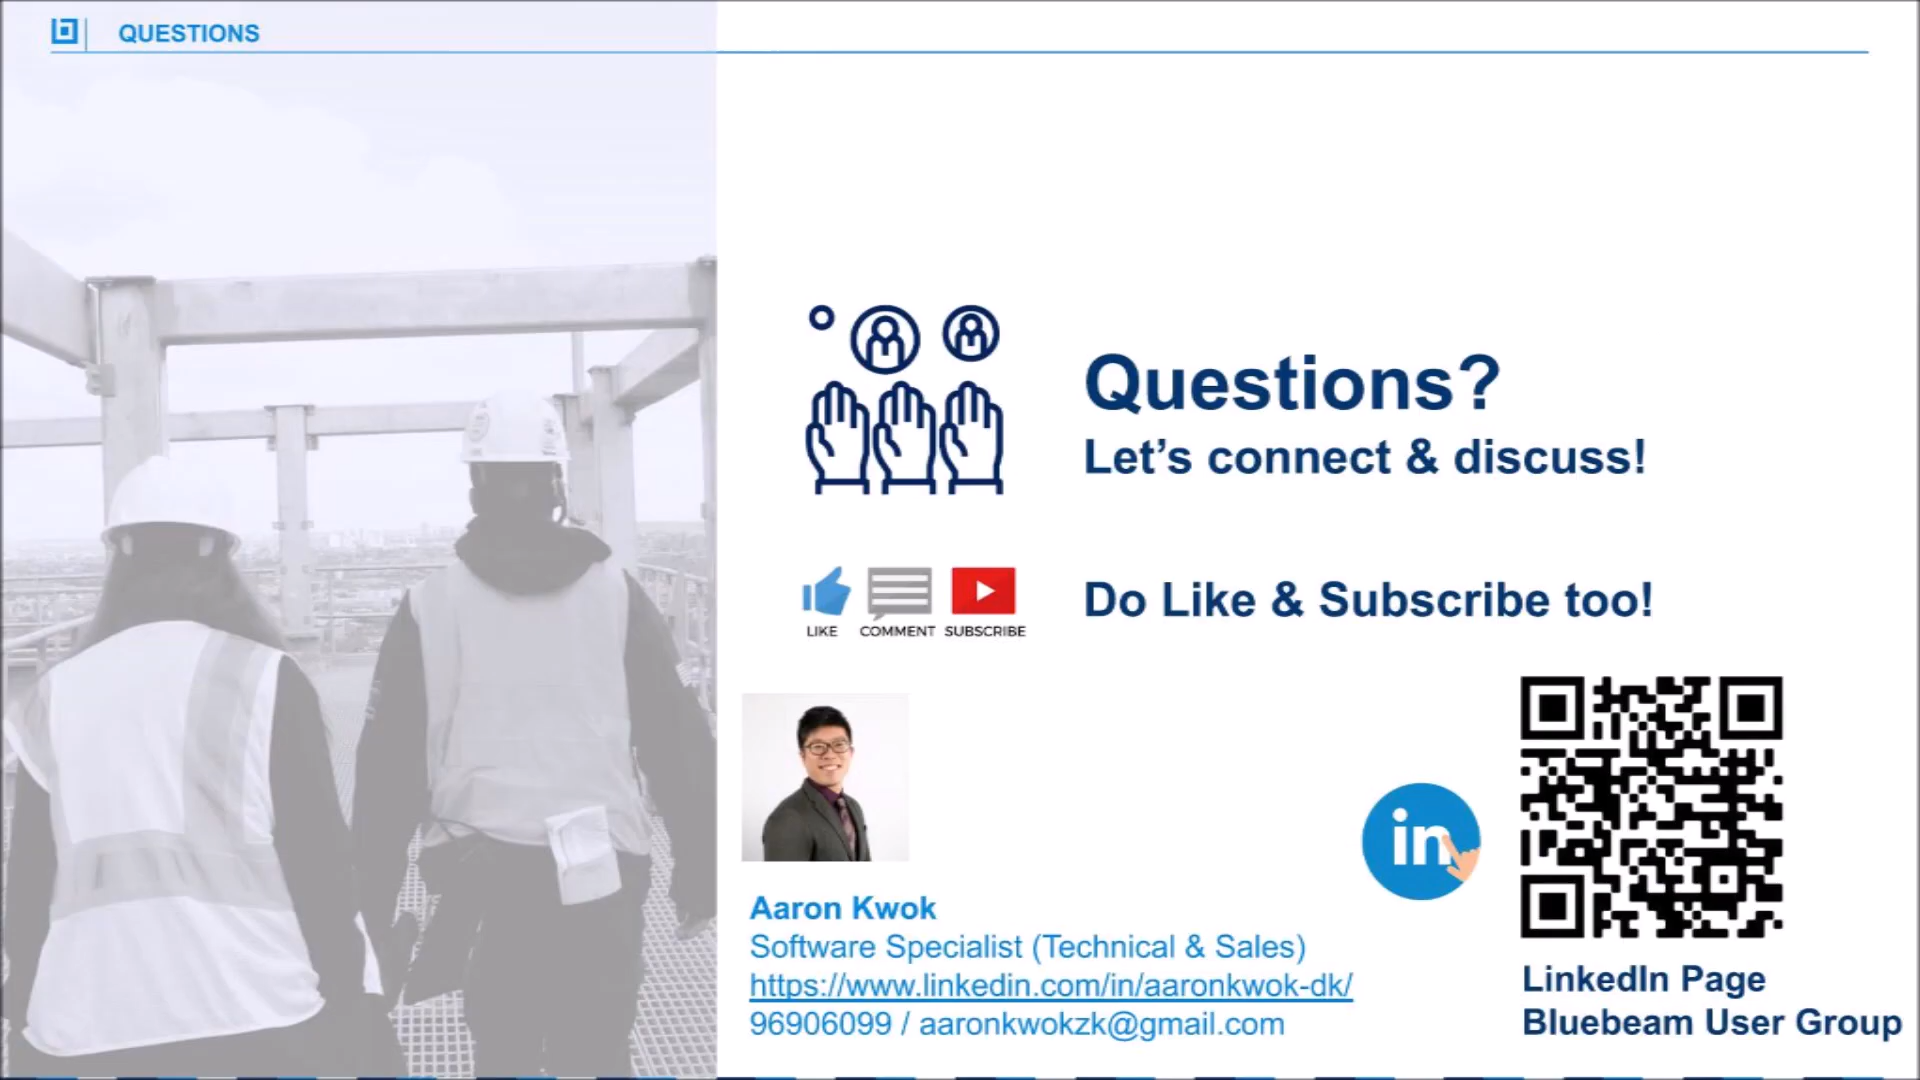 QUESTIONS
Questions?
Let's connect & discuss!
LIKE COMMENT SUBSCRIBE
Do Like & Subscribe too!
in
Aaron Kwok
Software Specialist (Technical & Sales)
https://www.linkedin.com/in/aaronkwok-dk/
96906099 / aaronkwokzk@gmail.com
LinkedIn Page
Bluebeam User Group